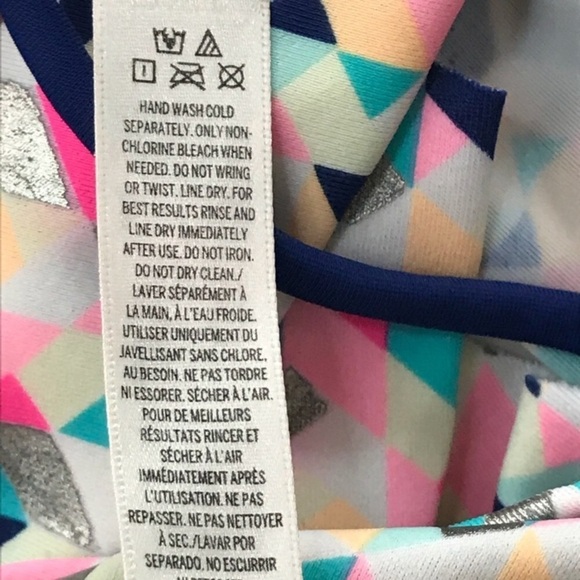 HAND WASH COLD
SEPARATELY. ONLY NON-
CHLORINE BLEACH WHEN
NEEDED. DO NOT WRING
OR TWIST. LINE DRY. FOR
BEST RESULTS RINSE AND
LINE DRY IMMEDIATELY
AFTER USE. DO NOT IRON.
DO NOT DRY CLEAN./
LAVER SÉPARÉMENT À
LA MAIN, À L'EAU FROIDE.
UTILISER UNIQUEMENT DU
JAVELLISANT SANS CHLORE,
AU BESOIN. NE PAS TORDRE
NI ESSORER. SÉCHER À L'AIR.
POUR DE MEILLEURS
RÉSULTATS RINCER ET
SÉCHER À L'AIR
IMMÉDIATEMENT APRÈS
L'UTILISATION. NE PAS
REPASSER. NE PAS NETTOYER
À SEC./LAVAR POR
SEPARADO. NO ESCURRIR